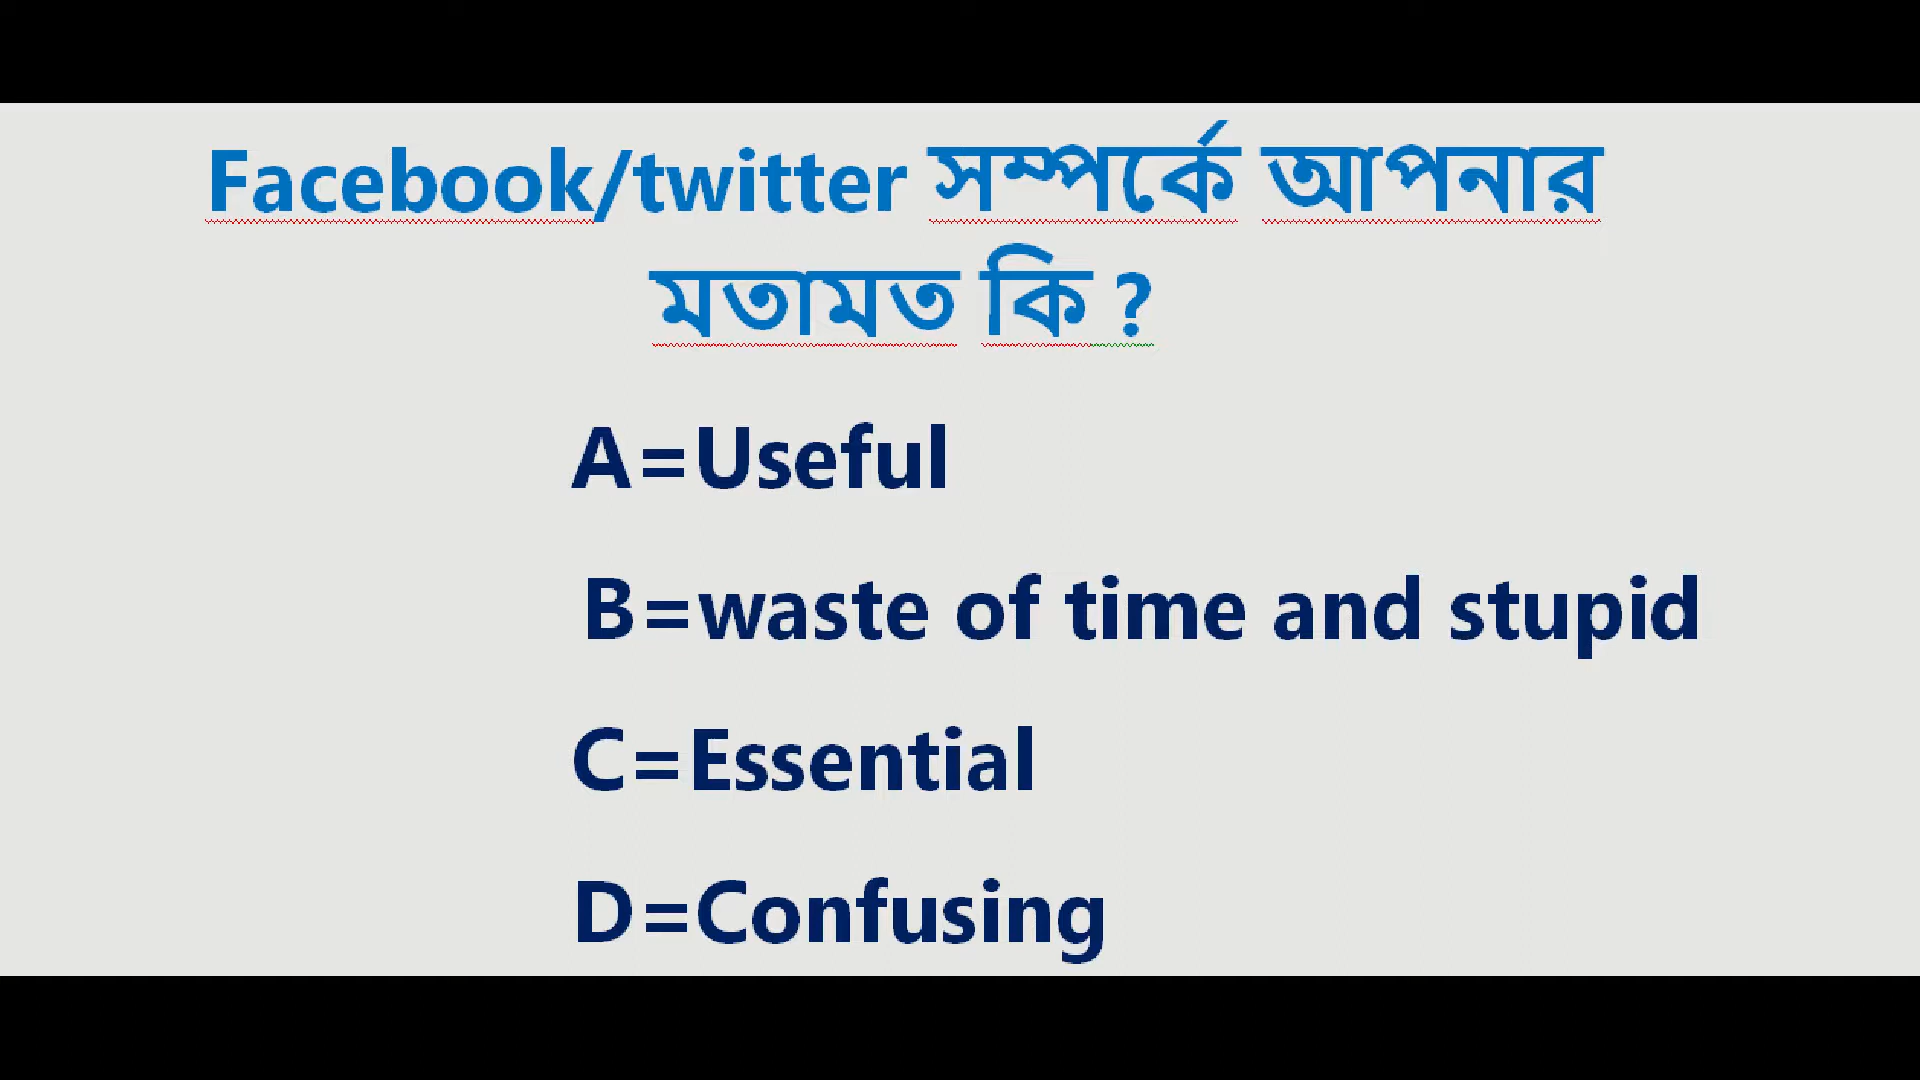 Facebook/twitter সম্পর্কে আপনার
মতামত কি ?
A=Useful
B=waste of time and stupid
C=Essential
D=Confusing